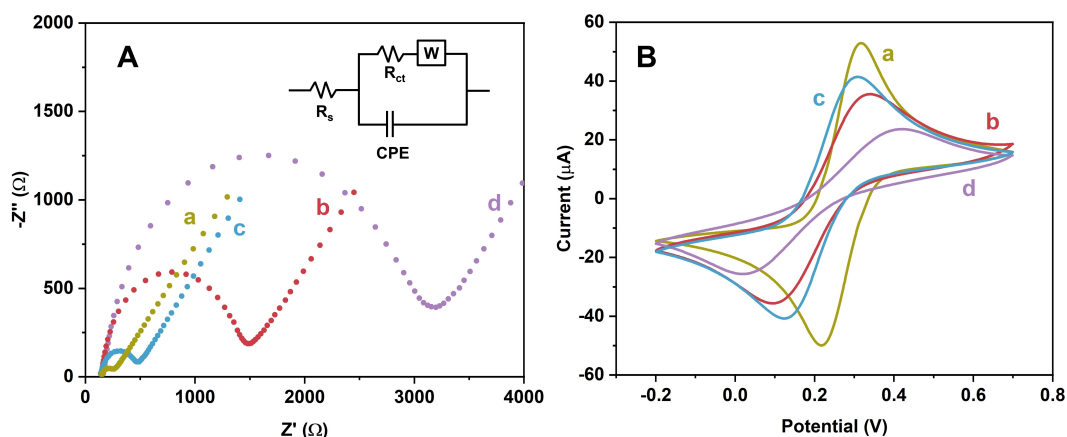 A
2000
1500
1000
500
0
-Z'' (Ω)
0
1000
2000
3000
4000
Z' (Ω)
R_s
R_ct
W
CPE
a
c
b
d
B
60
40
20
0
-20
-40
-60
Current (μA)
-0.2
0.0
0.2
0.4
0.6
0.8
Potential (V)
a
c
b
d